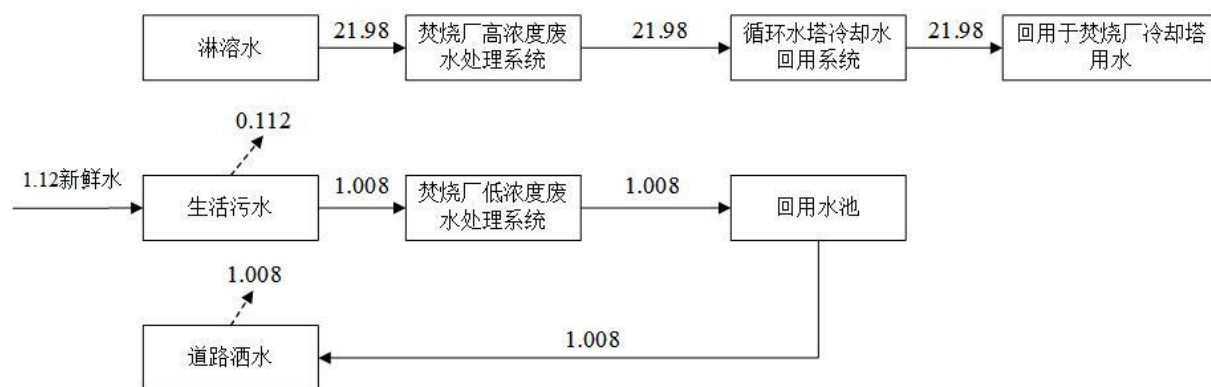 21.98
21.98
21.98
淋溶水
焚烧厂高浓度废
水处理系统
循环水塔冷却水
回用系统
回用于焚烧厂冷却塔
用水
0.112
1.12新鲜水
生活污水
1.008
焚烧厂低浓度废
水处理系统
1.008
回用水池
1.008
道路洒水
1.008